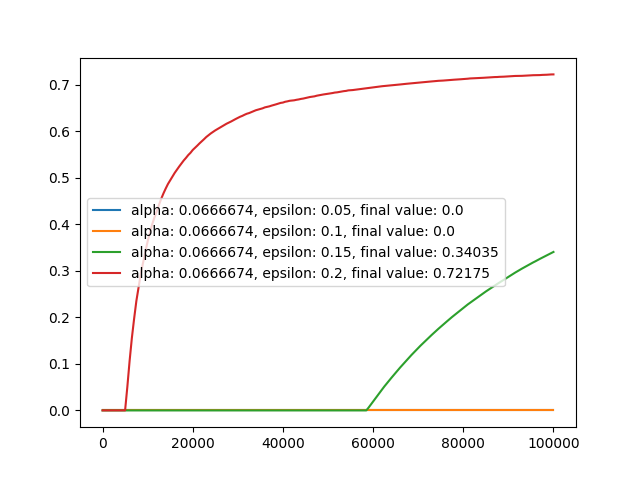 0.7
0.6
0.5
0.4
0.3
0.2
0.1
0.0
alpha: 0.0666674, epsilon: 0.05, final value: 0.0
alpha: 0.0666674, epsilon: 0.1, final value: 0.0
alpha: 0.0666674, epsilon: 0.15, final value: 0.34035
alpha: 0.0666674, epsilon: 0.2, final value: 0.72175
0 20000 40000 60000 80000 100000